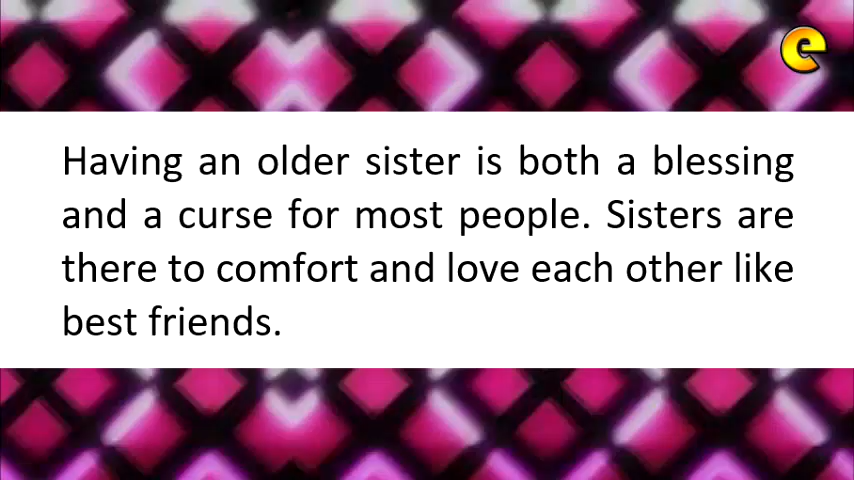 e
Having an older sister is both a blessing
and a curse for most people. Sisters are
there to comfort and love each other like
best friends.